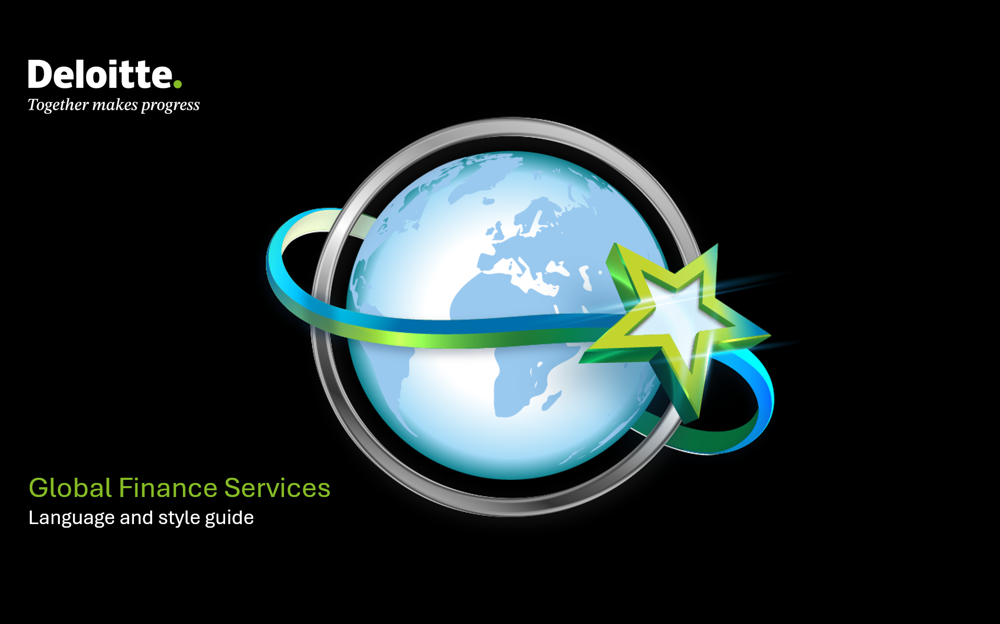 Deloitte.
Together makes progress
Global Finance Services
Language and style guide